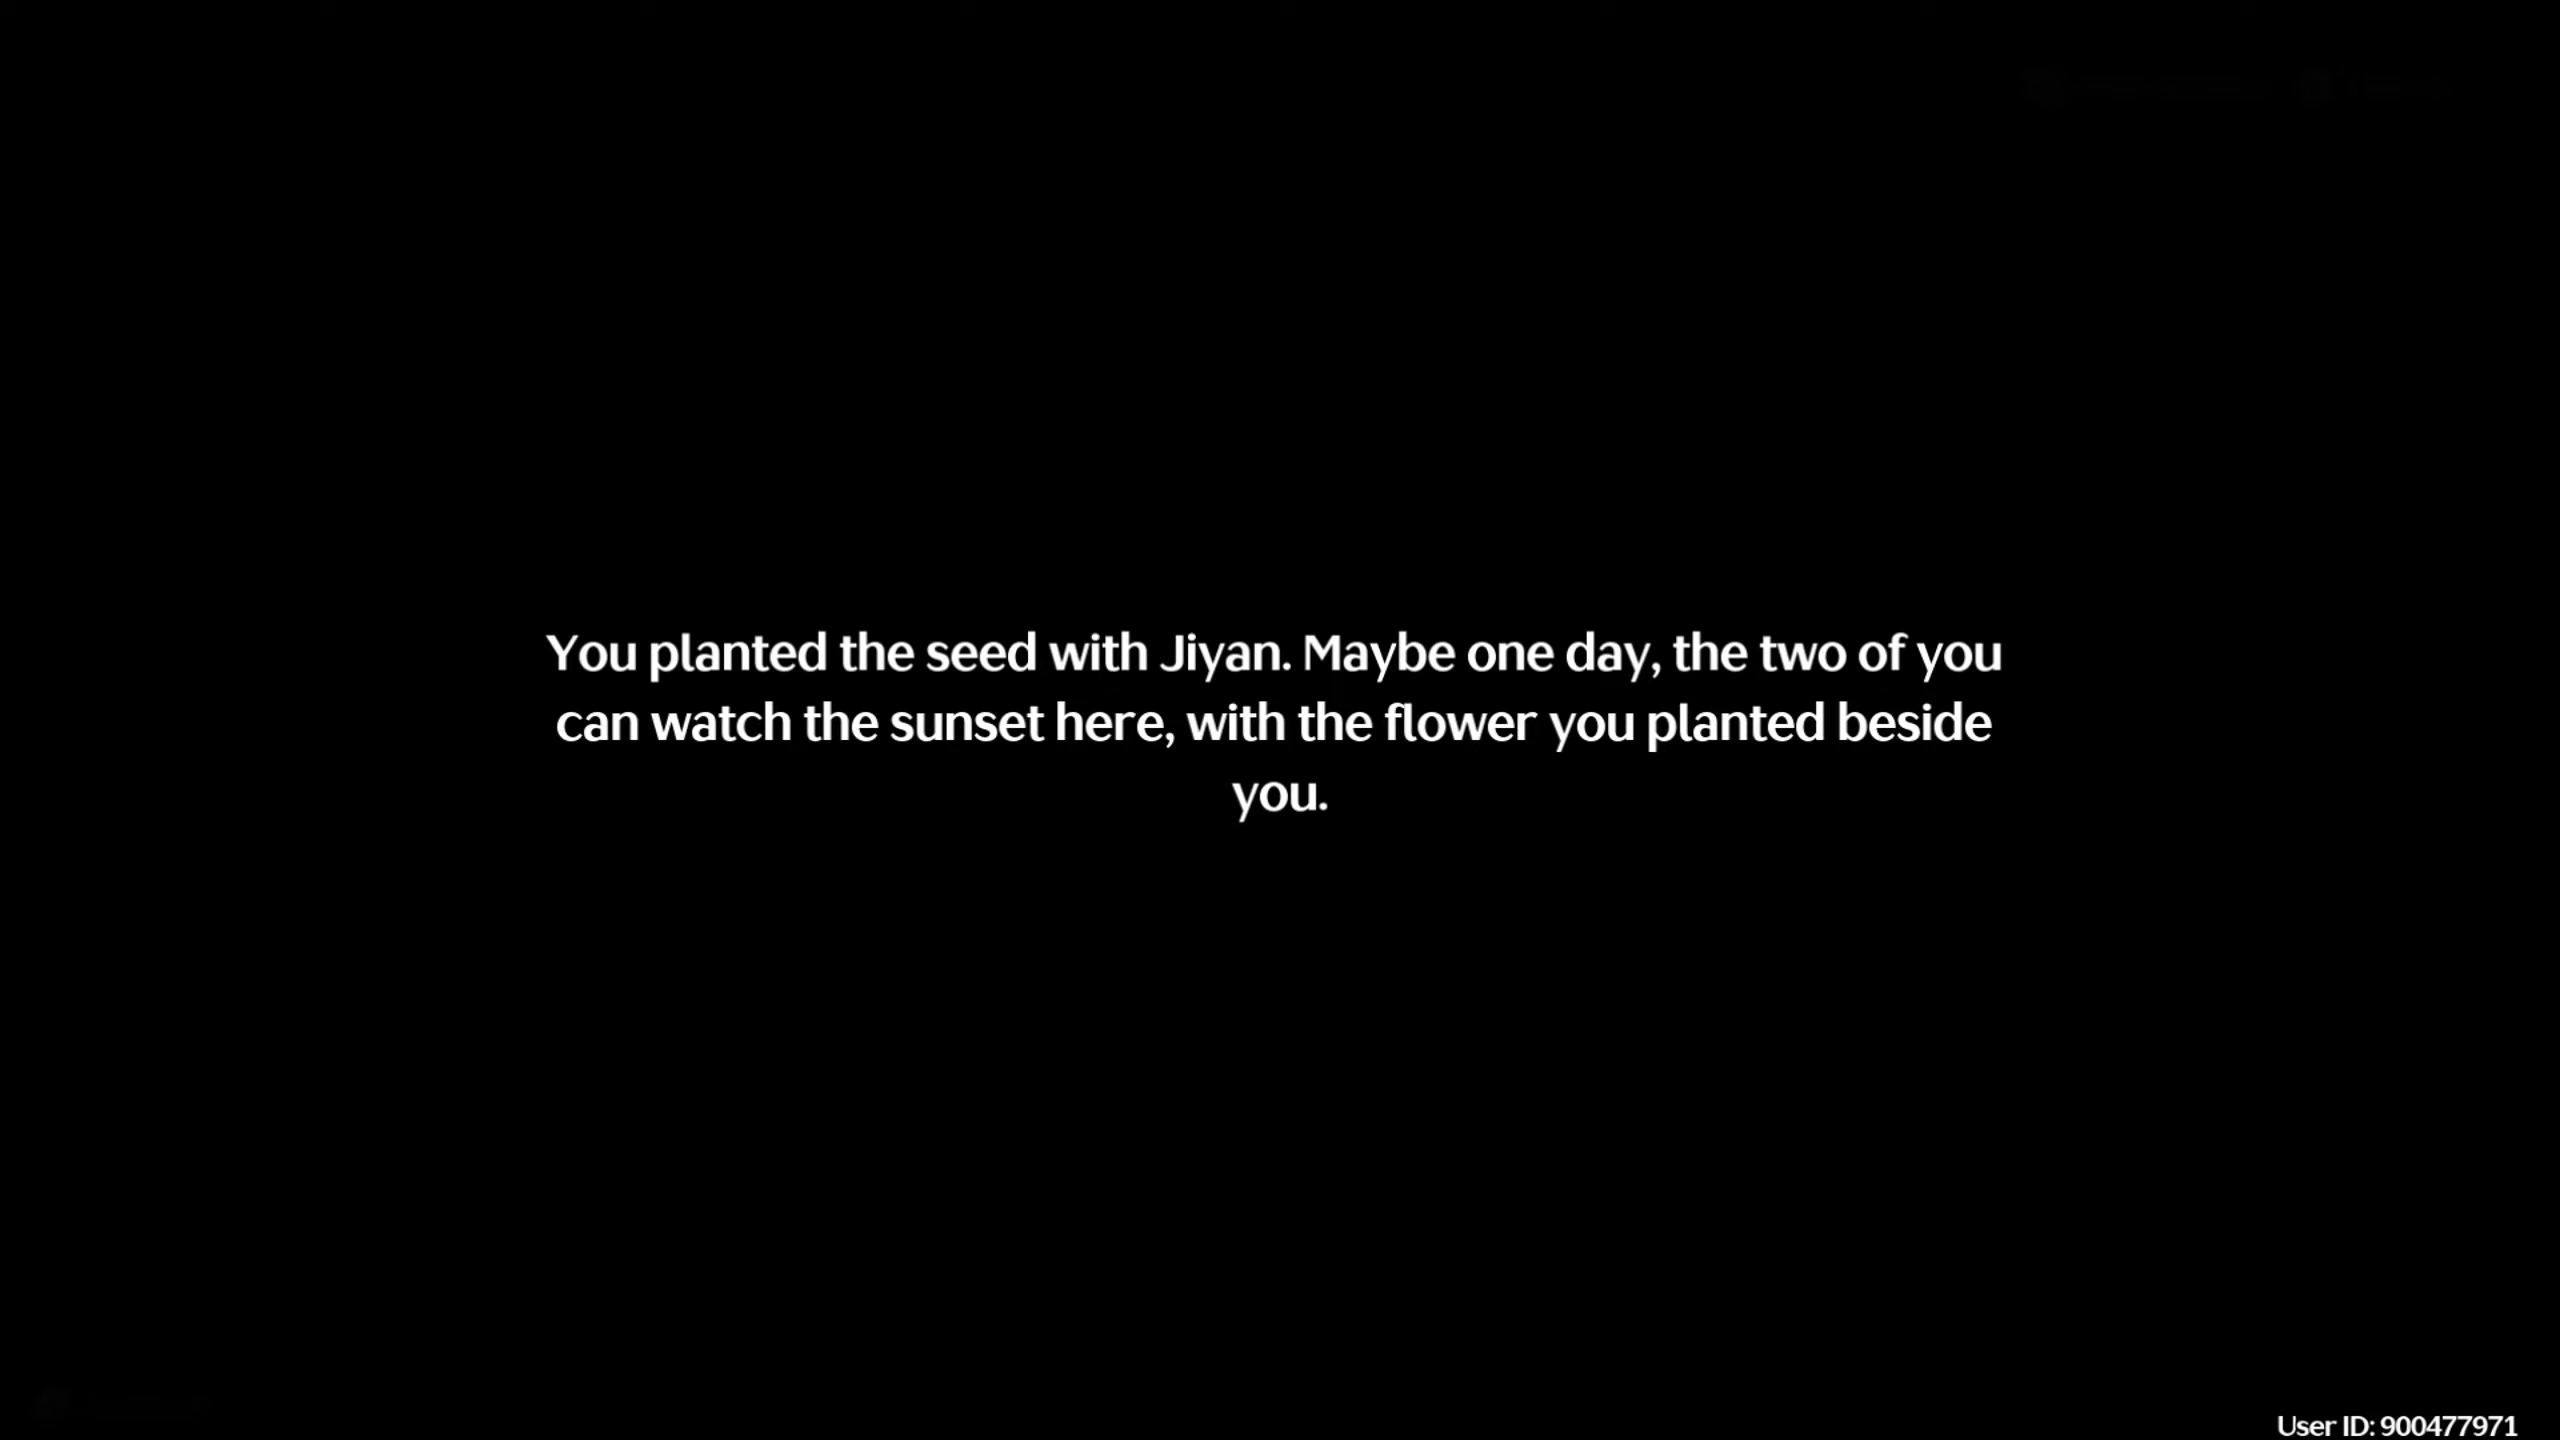 You planted the seed with Jiyan. Maybe one day, the two of you
can watch the sunset here, with the flower you planted beside
you.
User ID: 900477971